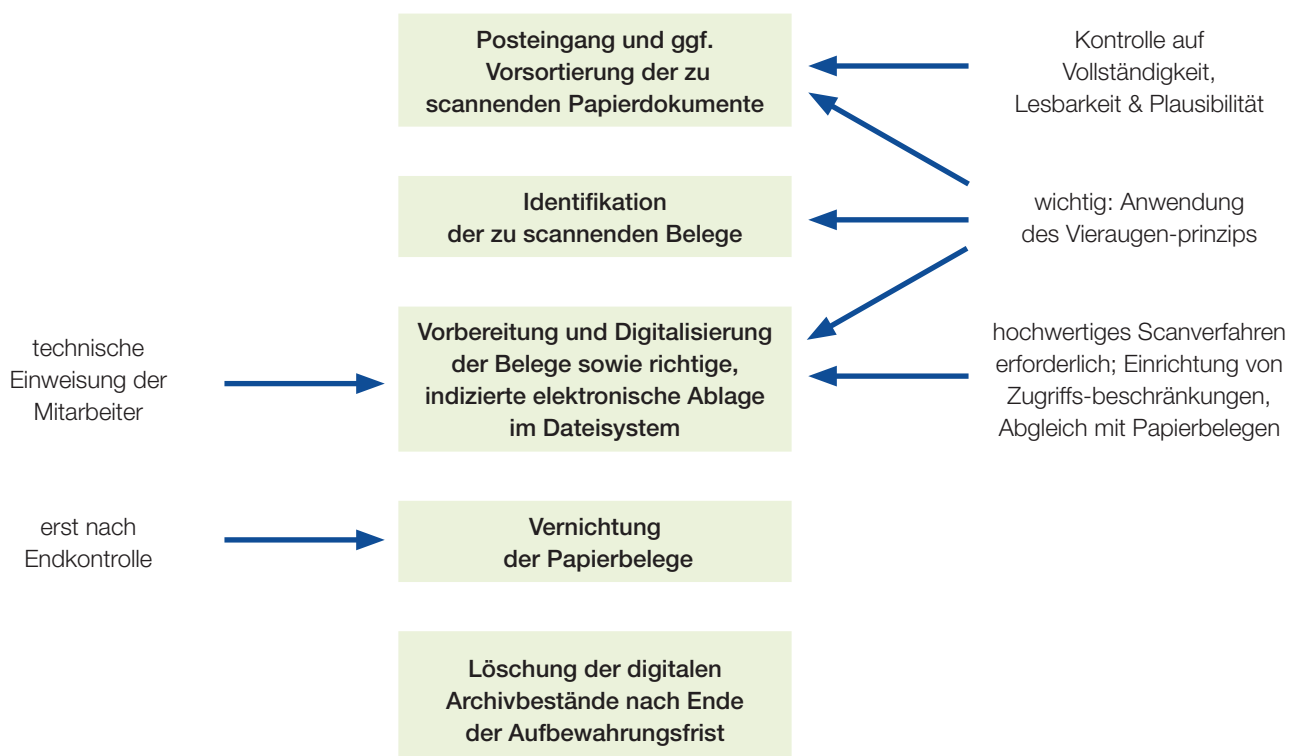 Posteingang und ggf.
Vorsortierung der zu
scannenden Papierdokumente
Kontrolle auf
Vollständigkeit,
Lesbarkeit & Plausibilität
Identifikation
der zu scannenden Belege
wichtig: Anwendung
des Vieraugen-prinzips
technische
Einweisung der
Mitarbeiter
Vorbereitung und Digitalisierung
der Belege sowie richtige,
indizierte elektronische Ablage
im Dateisystem
hochwertiges Scanverfahren
erforderlich; Einrichtung von
Zugriffs-beschränkungen,
Abgleich mit Papierbelegen
erst nach
Endkontrolle
Vernichtung
der Papierbelege
Löschung der digitalen
Archivbestände nach Ende
der Aufbewahrungsfrist